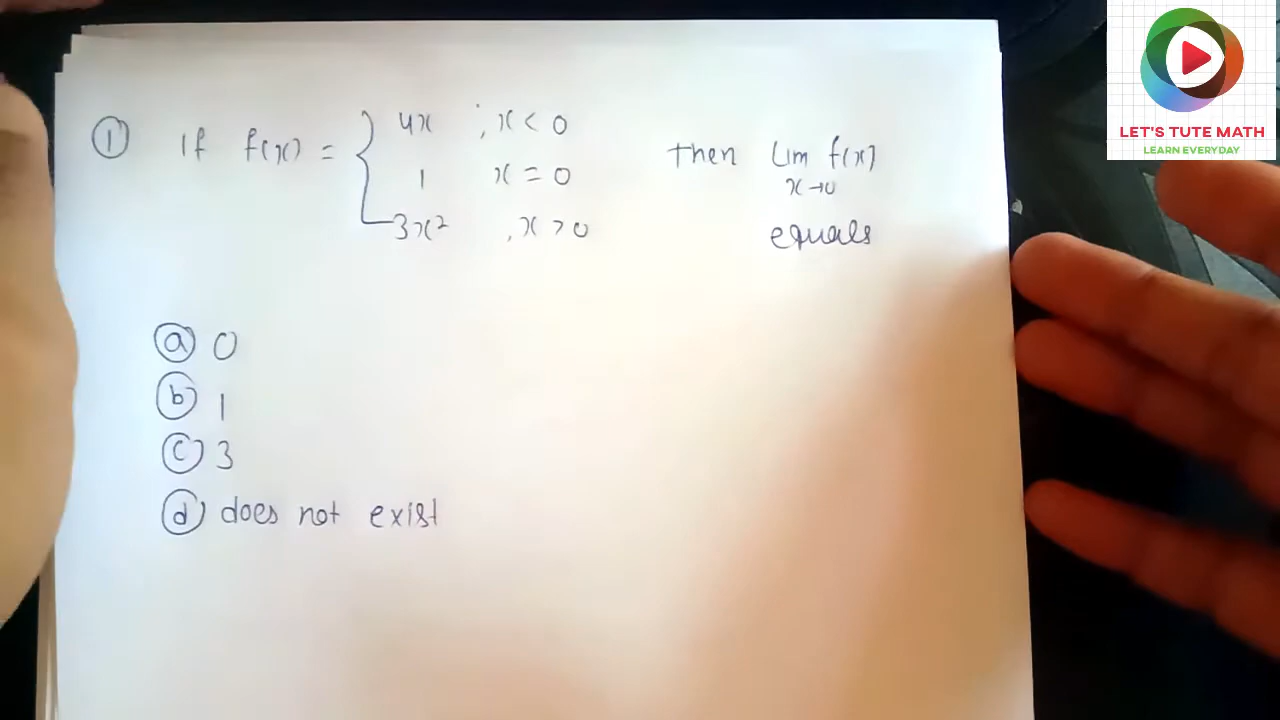 ① If f(x) = { 4x , x < 0 then lim f(x)
1 x = 0 x→0
3x² , x > 0 equals
ⓐ 0
ⓑ 1
ⓒ 3
ⓓ does not exist
LET'S TUTE MATH
LEARN EVERYDAY